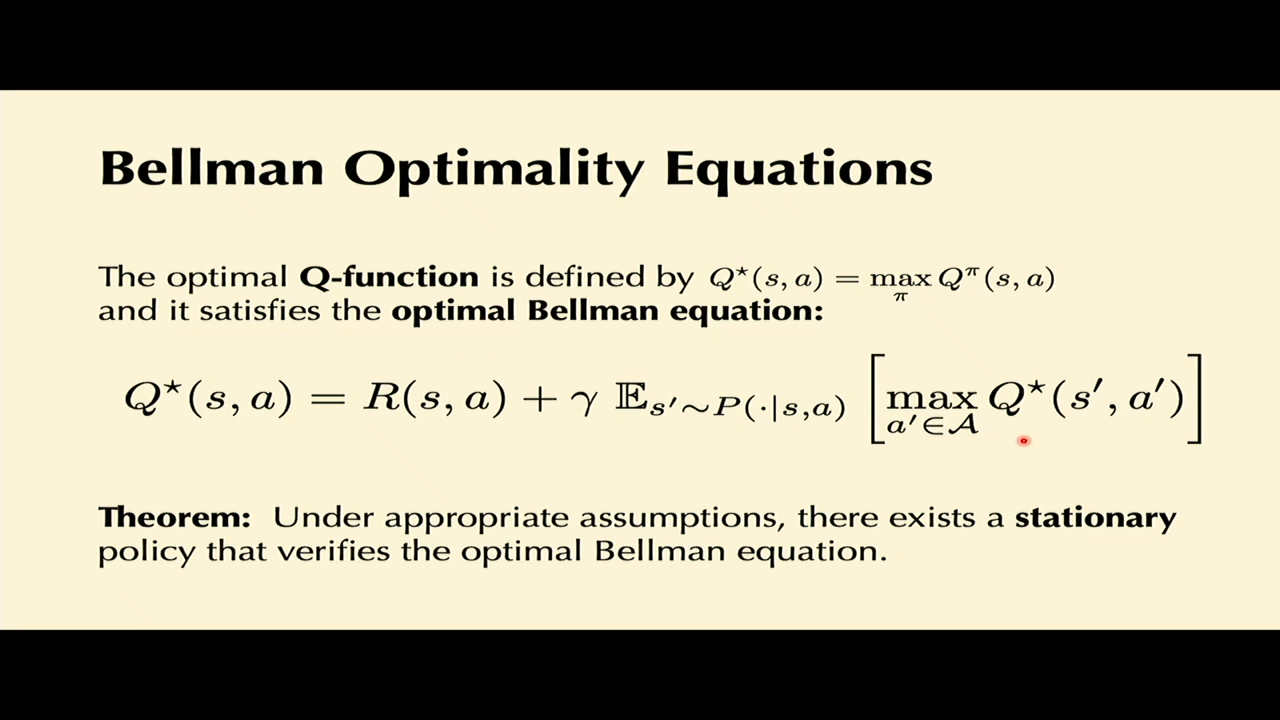 Bellman Optimality Equations
The optimal Q-function is defined by Q⋆(s, a) = max_π Q^π(s, a)
and it satisfies the optimal Bellman equation:
Q⋆(s, a) = R(s, a) + γ 𝔼_{s′∼P(·|s,a)} [max_{a′∈𝒜} Q⋆(s′, a′)]
Theorem: Under appropriate assumptions, there exists a stationary
policy that verifies the optimal Bellman equation.